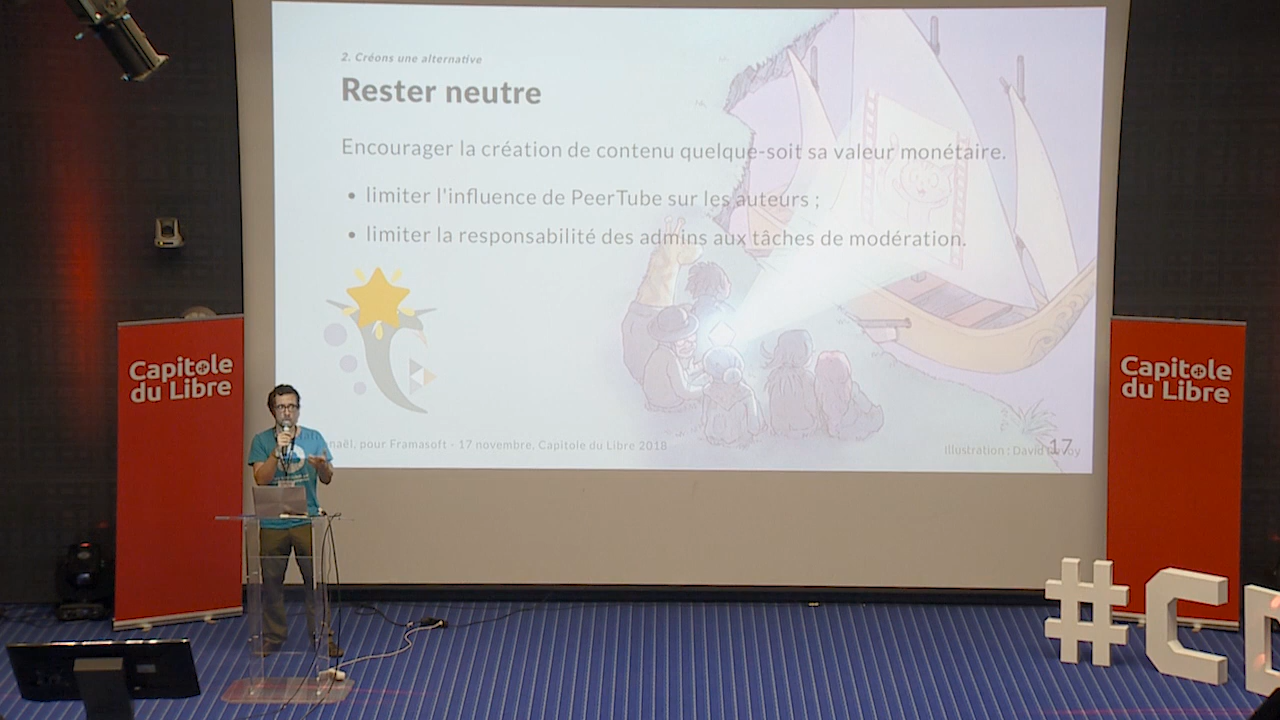 2. Créons une alternative
Rester neutre
Encourager la création de contenu quelque-soit sa valeur monétaire.
• limiter l'influence de PeerTube sur les auteurs ;
• limiter la responsabilité des admins aux tâches de modération.
naël, pour Framasoft - 17 novembre, Capitole du Libre 2018
Illustration : David
17
Capitole
du Libre
Capitole
du Libre
#C